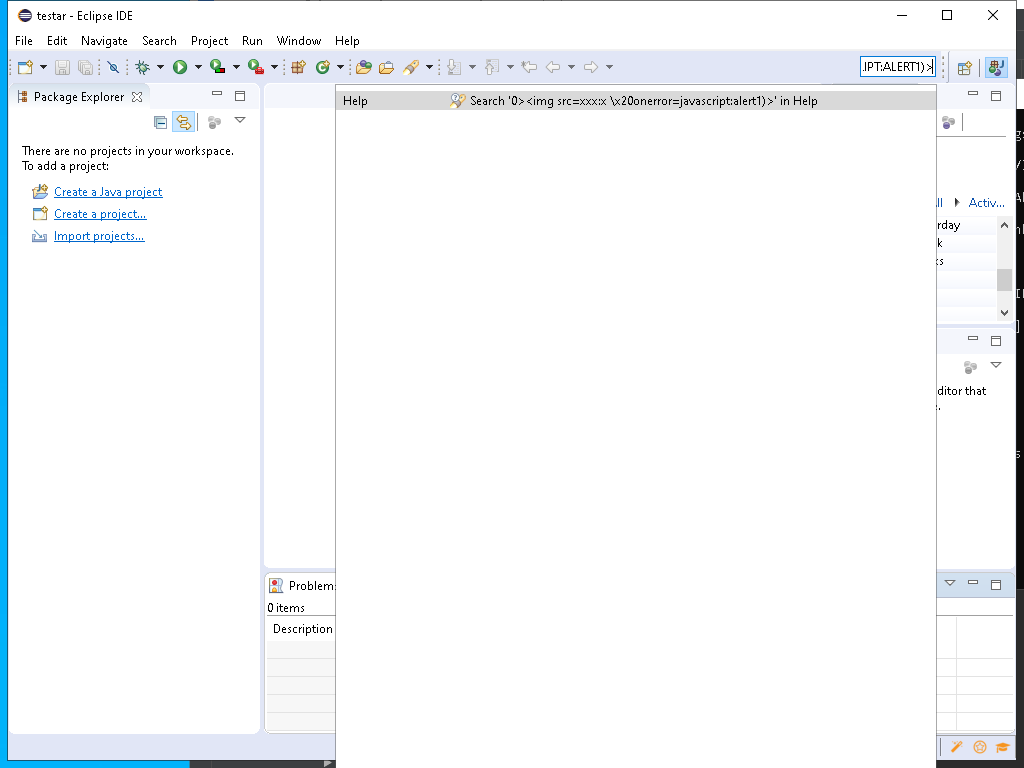 testar - Eclipse IDE
File Edit Navigate Search Project Run Window Help
IPT:ALERT1)>
Package Explorer
Help Search '0><img src=xxx:x \x20onerror=javascript:alert1)>' in Help
There are no projects in your workspace.
To add a project:
Create a Java project
Create a project...
Import projects...
Activ...
rday
k
ks
ditor that
Problem
0 items
Description